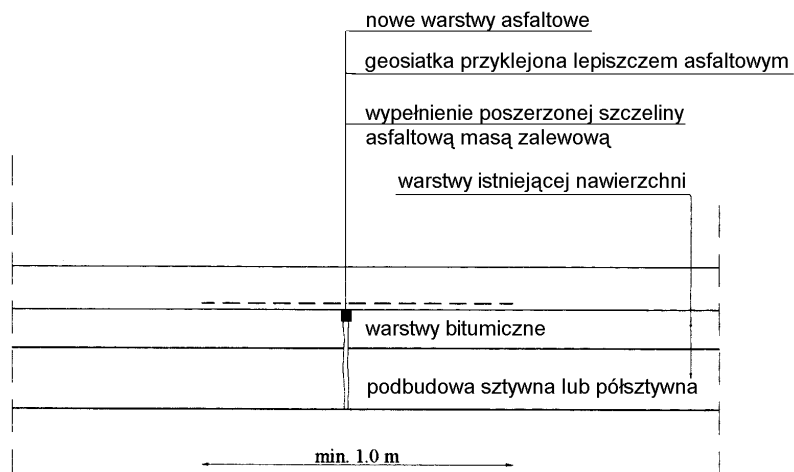 nowe warstwy asfaltowe
geosiatka przyklejona lepiszczem asfaltowym
wypełnienie poszerzonej szczeliny
asfaltową masą zalewową
warstwy istniejącej nawierzchni
warstwy bitumiczne
podbudowa sztywna lub półsztywna
min. 1.0 m